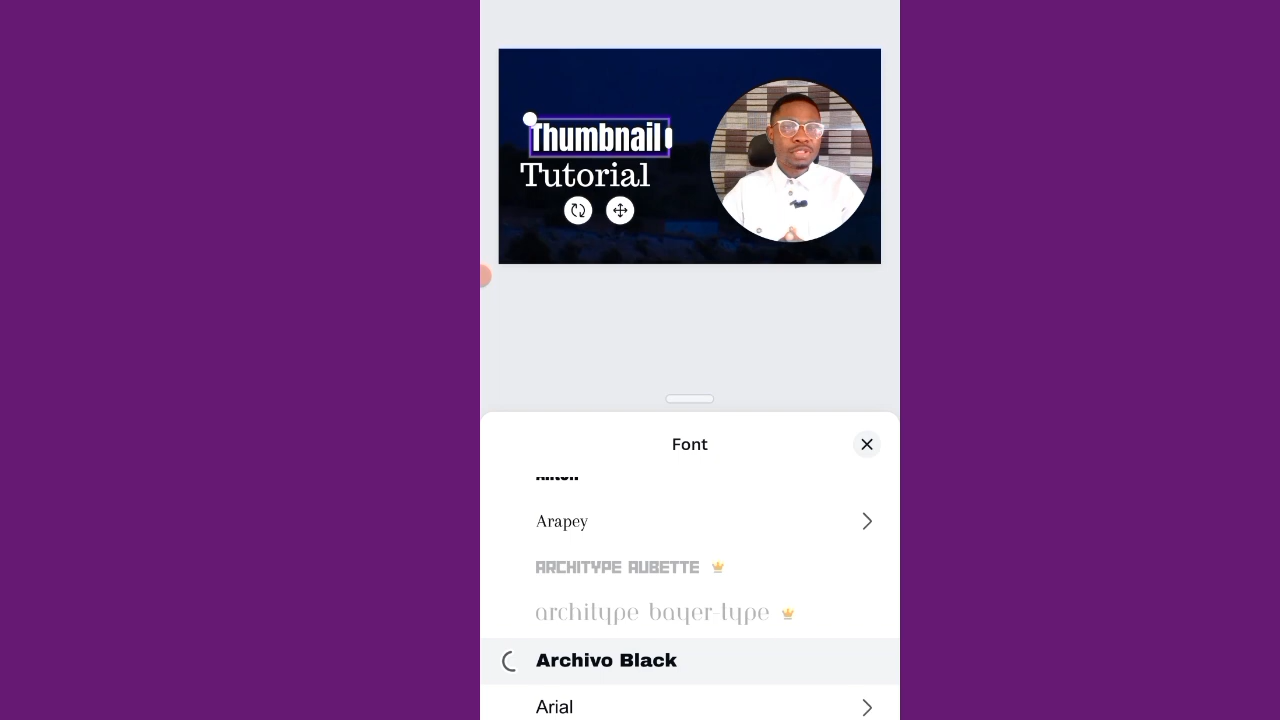 Thumbnail
Tutorial
Font
Arapey
ARCHITYPE AUBETTE
architype bayer-type
Archivo Black
Arial